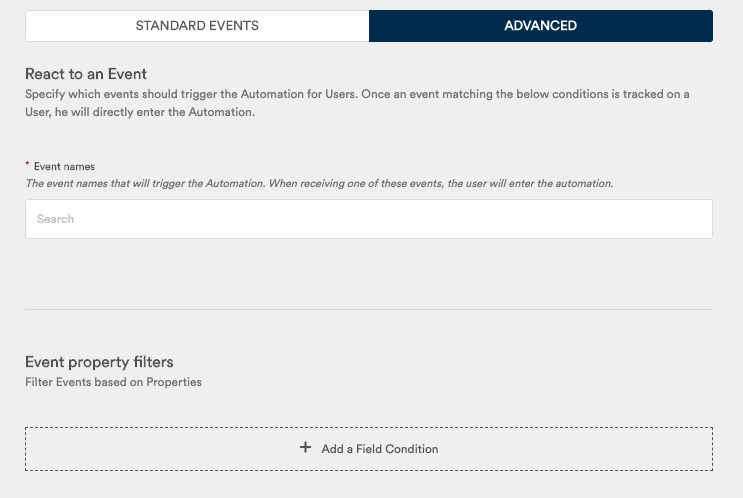 STANDARD EVENTS
ADVANCED
React to an Event
Specify which events should trigger the Automation for Users. Once an event matching the below conditions is tracked on a
User, he will directly enter the Automation.
* Event names
The event names that will trigger the Automation. When receiving one of these events, the user will enter the automation.
Search
Event property filters
Filter Events based on Properties
+ Add a Field Condition